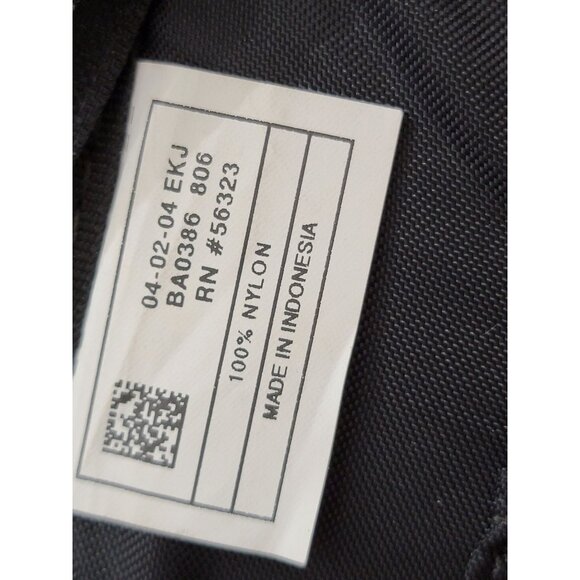 04-02-04 EKJ
BA0386 806
RN #56323
100% NYLON
MADE IN INDONESIA